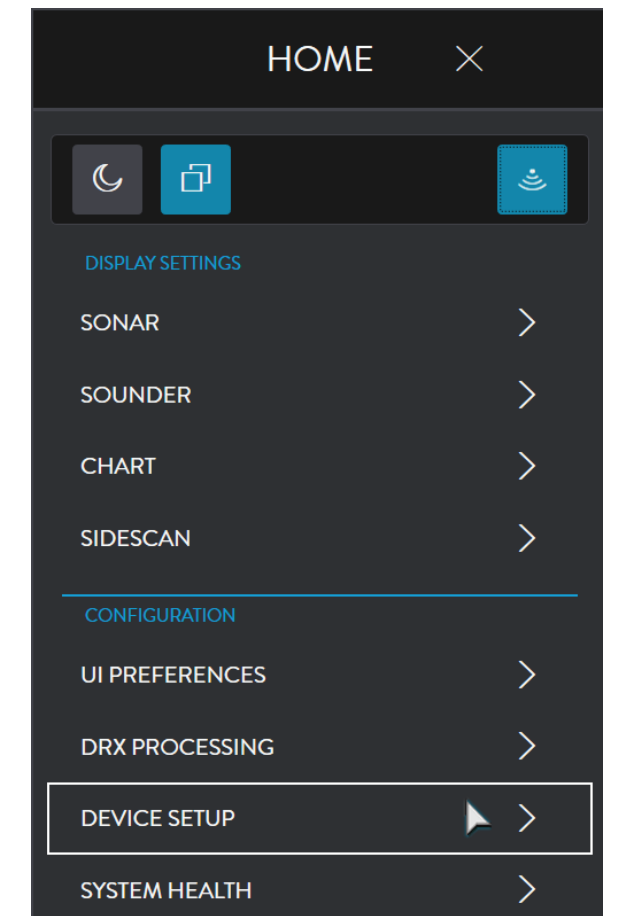 HOME
DISPLAY SETTINGS
SONAR
SOUNDER
CHART
SIDESCAN
CONFIGURATION
UI PREFERENCES
DRX PROCESSING
DEVICE SETUP
SYSTEM HEALTH